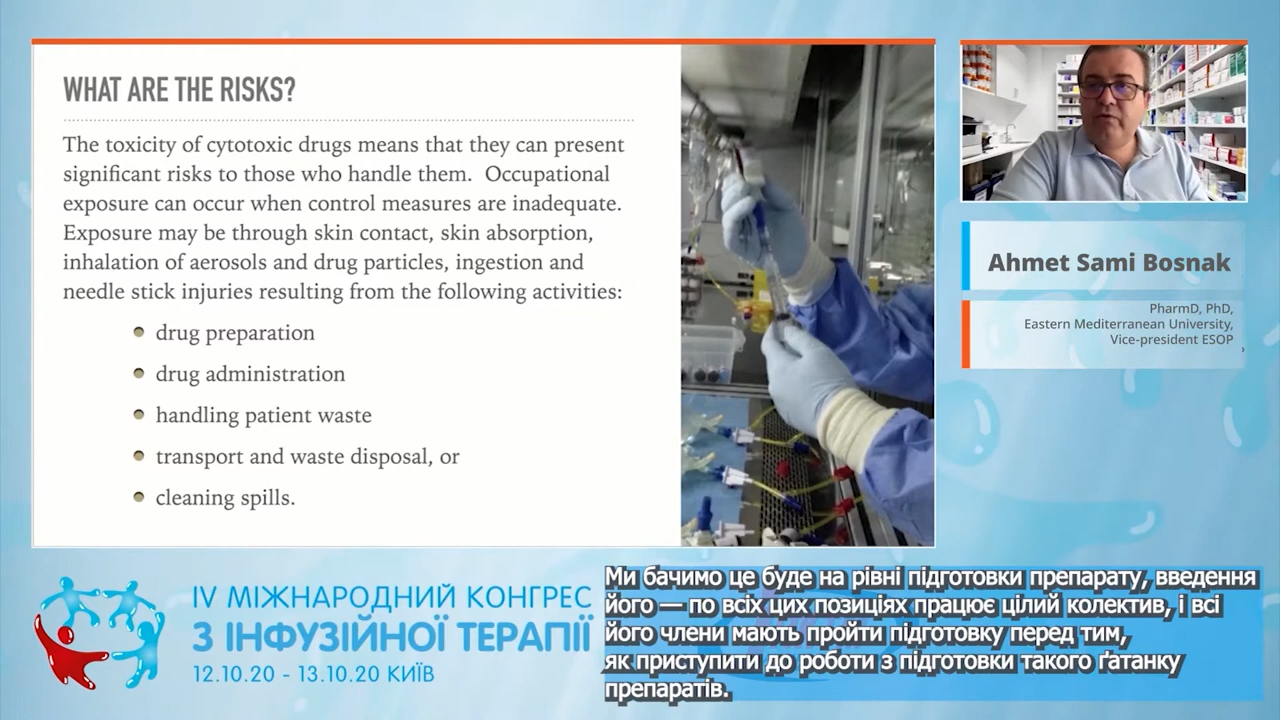 WHAT ARE THE RISKS?
The toxicity of cytotoxic drugs means that they can present
significant risks to those who handle them. Occupational
exposure can occur when control measures are inadequate.
Exposure may be through skin contact, skin absorption,
inhalation of aerosols and drug particles, ingestion and
needle stick injuries resulting from the following activities:
drug preparation
drug administration
handling patient waste
transport and waste disposal, or
cleaning spills.
Ahmet Sami Bosnak
PharmD, PhD,
Eastern Mediterranean University,
Vice-president ESOP
IV МІЖНАРОДНИЙ КОНГРЕС
З ІНФУЗІЙНОЇ ТЕРАПІЇ
12.10.20 - 13.10.20 КИЇВ
Ми бачимо це буде на рівні підготовки препарату, введення
його — по всіх цих позиціях працює цілий колектив, і всі
його члени мають пройти підготовку перед тим,
як приступити до роботи з підготовки такого ґатанку
препаратів.